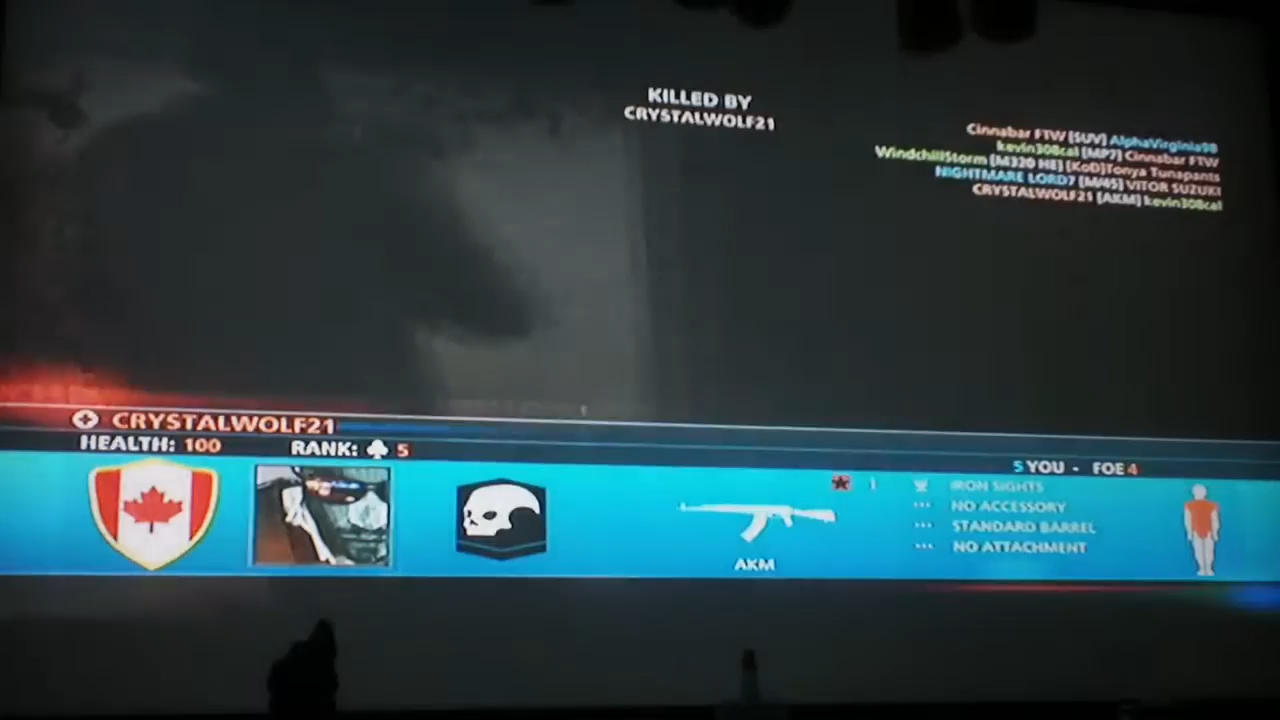 KILLED BY
CRYSTALWOLF21
Cinnabar FTW [SUV] AlphaVirginia98
kevin308cal [MP7] Cinnabar FTW
WindchillStorm [M320 HE] [KoD]Tonya Tunapants
NIGHTMARE LORD7 [M/45] VITOR SUZUKI
CRYSTALWOLF21 [AKM] kevin308cal
CRYSTALWOLF21
HEALTH: 100 RANK: 5
5 YOU - FOE 4
1 IRON SIGHTS
NO ACCESSORY
STANDARD BARREL
NO ATTACHMENT
AKM